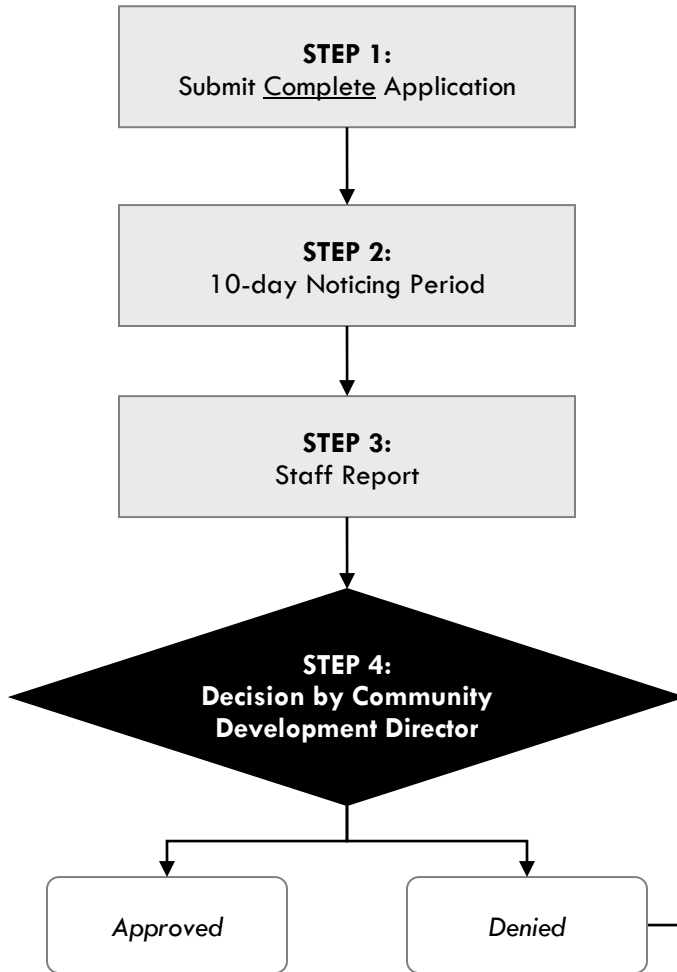 STEP 1:
Submit Complete Application
STEP 2:
10-day Noticing Period
STEP 3:
Staff Report
STEP 4:
Decision by Community
Development Director
Approved
Denied